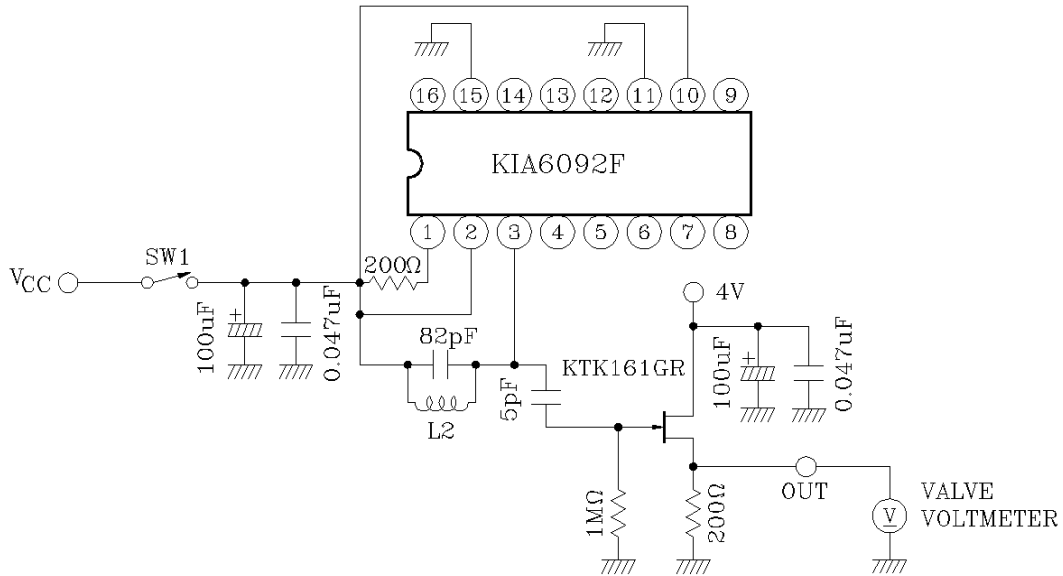 16 15 14 13 12 11 10 9
KIA6092F
1 2 3 4 5 6 7 8
SW1
VCC
200Ω
100uF
+
0.047uF
82pF
L2
5pF
KTK161GR
4V
100uF
+
0.047uF
1MΩ
200Ω
OUT
V
VALVE
VOLTMETER